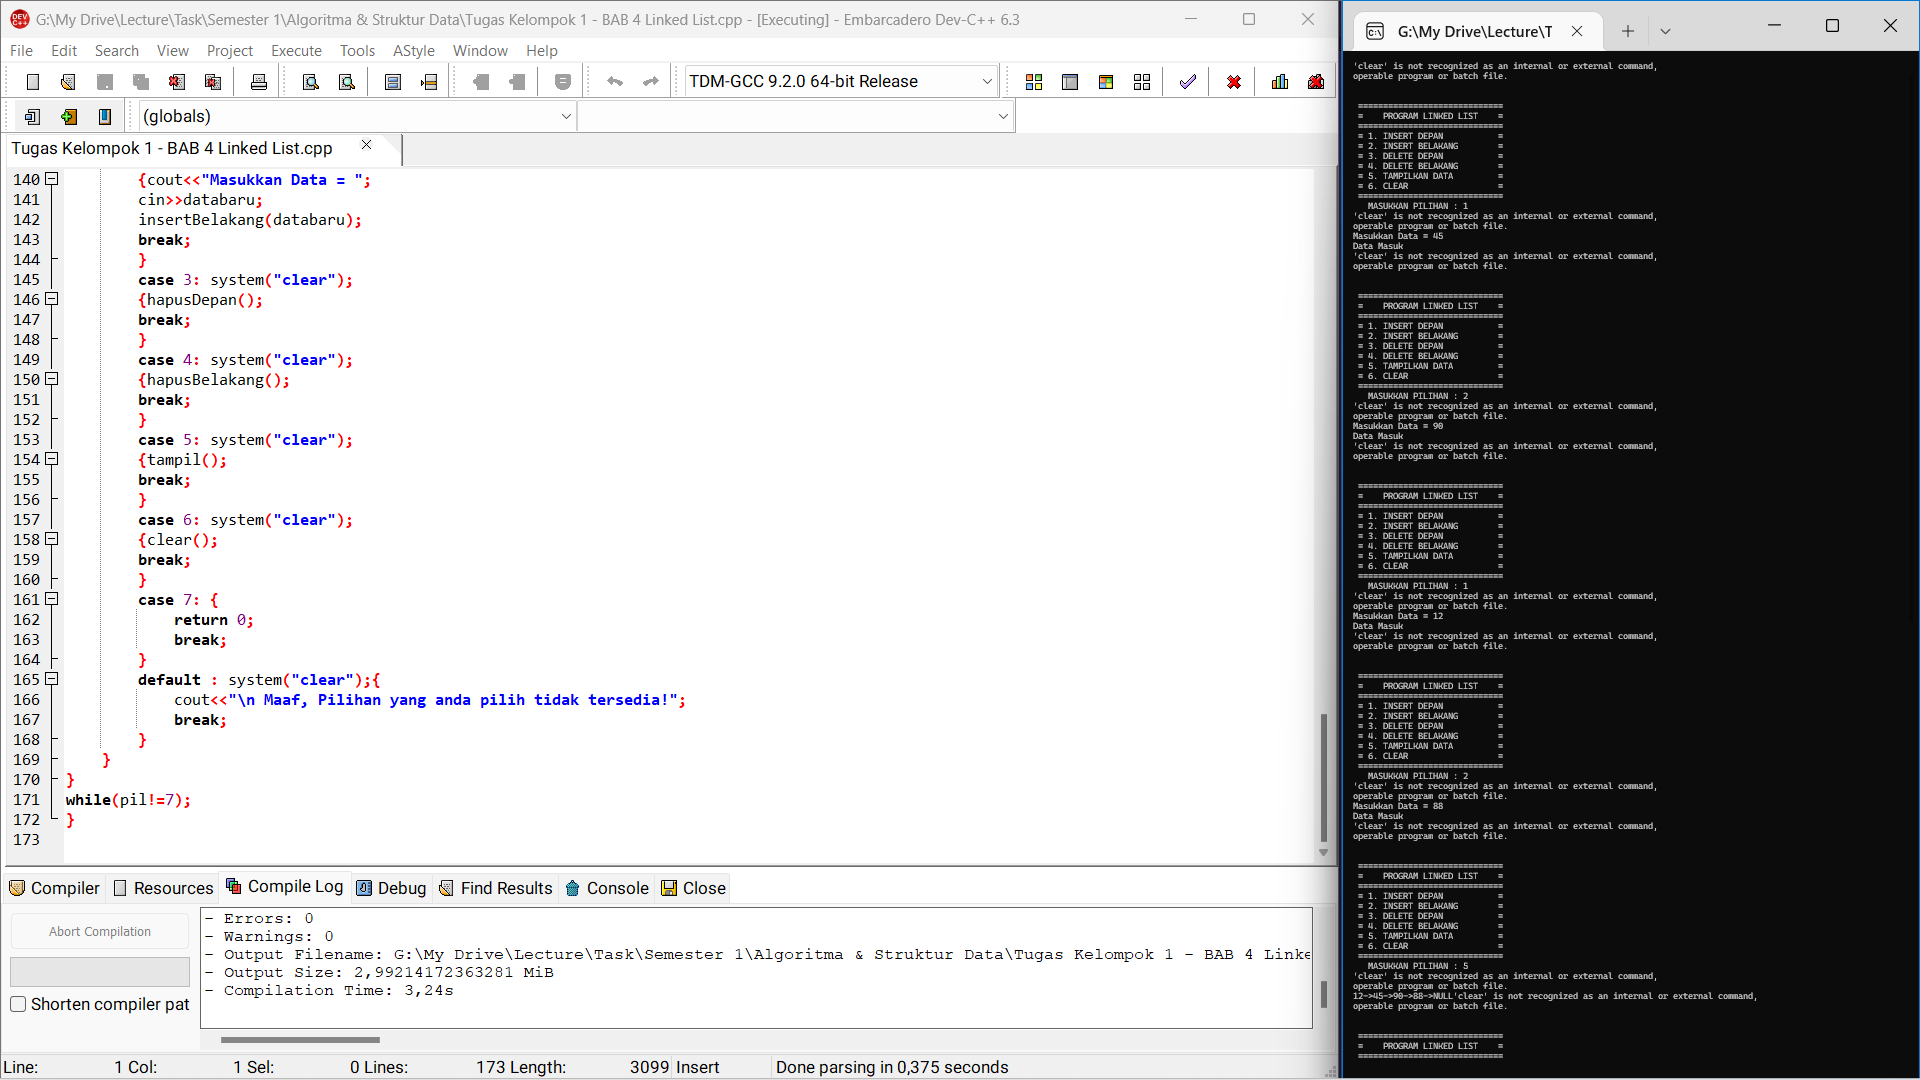 G:\My Drive\Lecture\Task\Semester 1\Algoritma & Struktur Data\Tugas Kelompok 1 - BAB 4 Linked List.cpp - [Executing] - Embarcadero Dev-C++ 6.3
File Edit Search View Project Execute Tools AStyle Window Help
TDM-GCC 9.2.0 64-bit Release
(globals)
Tugas Kelompok 1 - BAB 4 Linked List.cpp
140 {cout<<"Masukkan Data = ";
141 cin>>databaru;
142 insertBelakang(databaru);
143 break;
144 }
145 case 3: system("clear");
146 {hapusDepan();
147 break;
148 }
149 case 4: system("clear");
150 {hapusBelakang();
151 break;
152 }
153 case 5: system("clear");
154 {tampil();
155 break;
156 }
157 case 6: system("clear");
158 {clear();
159 break;
160 }
161 case 7: {
162 return 0;
163 break;
164 }
165 default : system("clear");{
166 cout<<"\n Maaf, Pilihan yang anda pilih tidak tersedia!";
167 break;
168 }
169 }
170 }
171 while(pil!=7);
172 }
173
Compiler Resources Compile Log Debug Find Results Console Close
Abort Compilation
Shorten compiler pat
- Errors: 0
- Warnings: 0
- Output Filename: G:\My Drive\Lecture\Task\Semester 1\Algoritma & Struktur Data\Tugas Kelompok 1 - BAB 4 Linke
- Output Size: 2,99214172363281 MiB
- Compilation Time: 3,24s
Line: 1 Col: 1 Sel: 0 Lines: 173 Length: 3099 Insert Done parsing in 0,375 seconds
G:\My Drive\Lecture\T
'clear' is not recognized as an internal or external command,
operable program or batch file.
=============================
= PROGRAM LINKED LIST =
=============================
= 1. INSERT DEPAN =
= 2. INSERT BELAKANG =
= 3. DELETE DEPAN =
= 4. DELETE BELAKANG =
= 5. TAMPILKAN DATA =
= 6. CLEAR =
=============================
MASUKKAN PILIHAN : 1
'clear' is not recognized as an internal or external command,
operable program or batch file.
Masukkan Data = 45
Data Masuk
'clear' is not recognized as an internal or external command,
operable program or batch file.
=============================
= PROGRAM LINKED LIST =
=============================
= 1. INSERT DEPAN =
= 2. INSERT BELAKANG =
= 3. DELETE DEPAN =
= 4. DELETE BELAKANG =
= 5. TAMPILKAN DATA =
= 6. CLEAR =
=============================
MASUKKAN PILIHAN : 2
'clear' is not recognized as an internal or external command,
operable program or batch file.
Masukkan Data = 90
Data Masuk
'clear' is not recognized as an internal or external command,
operable program or batch file.
=============================
= PROGRAM LINKED LIST =
=============================
= 1. INSERT DEPAN =
= 2. INSERT BELAKANG =
= 3. DELETE DEPAN =
= 4. DELETE BELAKANG =
= 5. TAMPILKAN DATA =
= 6. CLEAR =
=============================
MASUKKAN PILIHAN : 1
'clear' is not recognized as an internal or external command,
operable program or batch file.
Masukkan Data = 12
Data Masuk
'clear' is not recognized as an internal or external command,
operable program or batch file.
=============================
= PROGRAM LINKED LIST =
=============================
= 1. INSERT DEPAN =
= 2. INSERT BELAKANG =
= 3. DELETE DEPAN =
= 4. DELETE BELAKANG =
= 5. TAMPILKAN DATA =
= 6. CLEAR =
=============================
MASUKKAN PILIHAN : 2
'clear' is not recognized as an internal or external command,
operable program or batch file.
Masukkan Data = 88
Data Masuk
'clear' is not recognized as an internal or external command,
operable program or batch file.
=============================
= PROGRAM LINKED LIST =
=============================
= 1. INSERT DEPAN =
= 2. INSERT BELAKANG =
= 3. DELETE DEPAN =
= 4. DELETE BELAKANG =
= 5. TAMPILKAN DATA =
= 6. CLEAR =
=============================
MASUKKAN PILIHAN : 5
'clear' is not recognized as an internal or external command,
operable program or batch file.
12->45->90->88->NULL'clear' is not recognized as an internal or external command,
operable program or batch file.
=============================
= PROGRAM LINKED LIST =
=============================